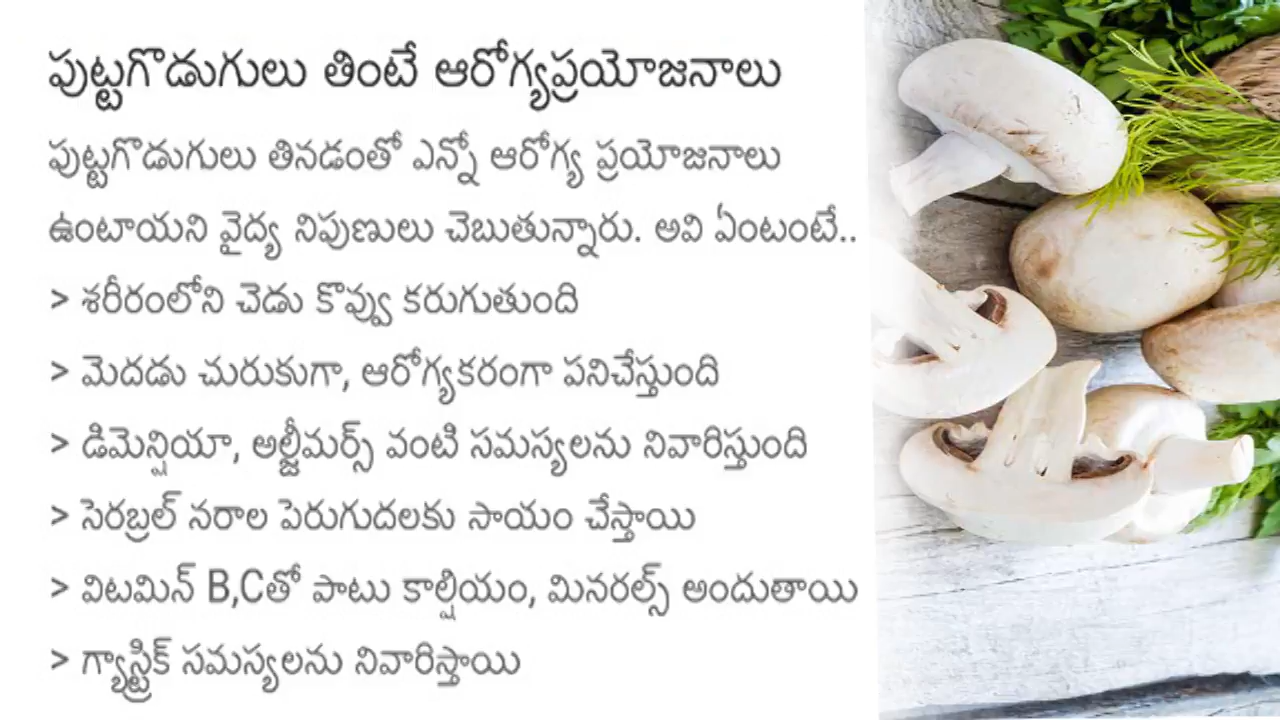 పుట్టగొడుగులు తింటే ఆరోగ్యప్రయోజనాలు
పుట్టగొడుగులు తినడంతో ఎన్నో ఆరోగ్య ప్రయోజనాలు
ఉంటాయని వైద్య నిపుణులు చెబుతున్నారు. అవి ఏంటంటే..
> శరీరంలోని చెడు కొవ్వు కరుగుతుంది
> మెదడు చురుకుగా, ఆరోగ్యకరంగా పనిచేస్తుంది
> డిమెన్షియా, అల్జీమర్స్ వంటి సమస్యలను నివారిస్తుంది
> సెరబ్రల్ నరాల పెరుగుదలకు సాయం చేస్తాయి
> విటమిన్ B,Cతో పాటు కాల్షియం, మినరల్స్ అందుతాయి
> గ్యాస్ట్రిక్ సమస్యలను నివారిస్తాయి